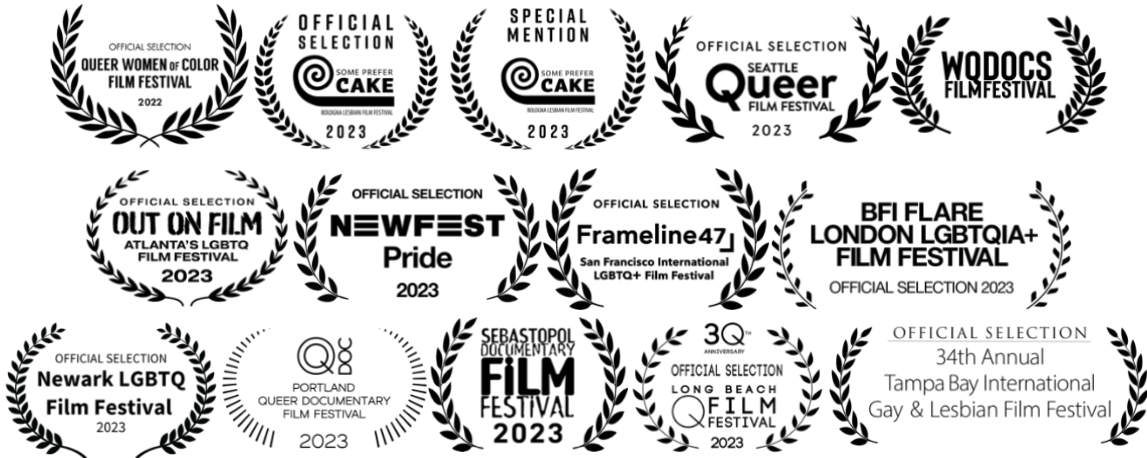 OFFICIAL SELECTION
QUEER WOMEN OF COLOR
FILM FESTIVAL
2022
OFFICIAL
SELECTION
SOME PREFER
CAKE
BOLOGNA LESBIAN FILM FESTIVAL
2023
SPECIAL
MENTION
SOME PREFER
CAKE
BOLOGNA LESBIAN FILM FESTIVAL
2023
OFFICIAL SELECTION
SEATTLE
Queer
FILM FESTIVAL
2023
WQDOCS
FILMFESTIVAL
OFFICIAL SELECTION
OUT ON FILM
ATLANTA'S LGBTQ
FILM FESTIVAL
2023
OFFICIAL SELECTION
NEWFEST
Pride
2023
OFFICIAL SELECTION
Frameline47
San Francisco International
LGBTQ+ Film Festival
BFI FLARE
LONDON LGBTQIA+
FILM FESTIVAL
OFFICIAL SELECTION 2023
OFFICIAL SELECTION
Newark LGBTQ
Film Festival
2023
QDOC
PORTLAND
QUEER DOCUMENTARY
FILM FESTIVAL
2023
SEBASTOPOL
DOCUMENTARY
FiLM
FESTIVAL
2023
30TH
ANNIVERSARY
OFFICIAL SELECTION
LONG BEACH
Q FILM
FESTIVAL
2023
OFFICIAL SELECTION
34th Annual
Tampa Bay International
Gay & Lesbian Film Festival